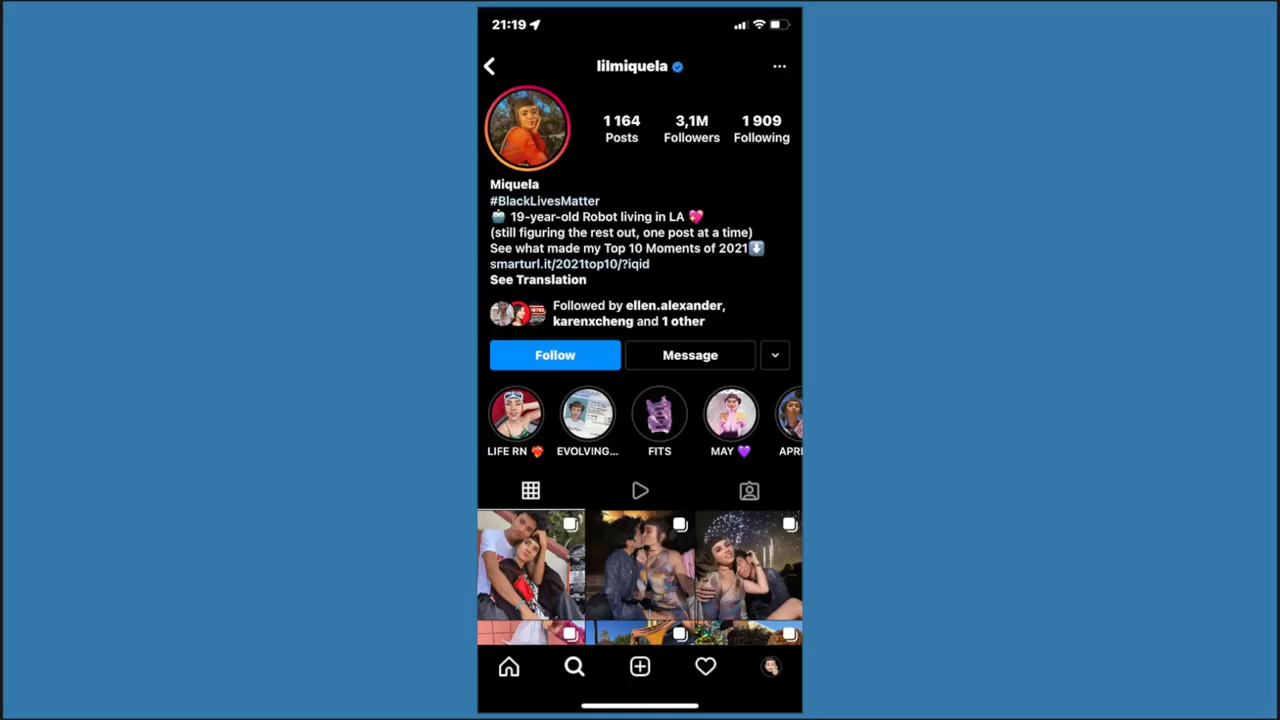 21:19
lilmiquela
1 164 3,1M 1 909
Posts Followers Following
Miquela
#BlackLivesMatter
🤖 19-year-old Robot living in LA 💖
(still figuring the rest out, one post at a time)
See what made my Top 10 Moments of 2021⬇️
smarturl.it/2021top10/?iqid
See Translation
Followed by ellen.alexander,
karenxcheng and 1 other
Follow Message
LIFE RN ❤️‍🔥 EVOLVING... FITS MAY 💜 APRI